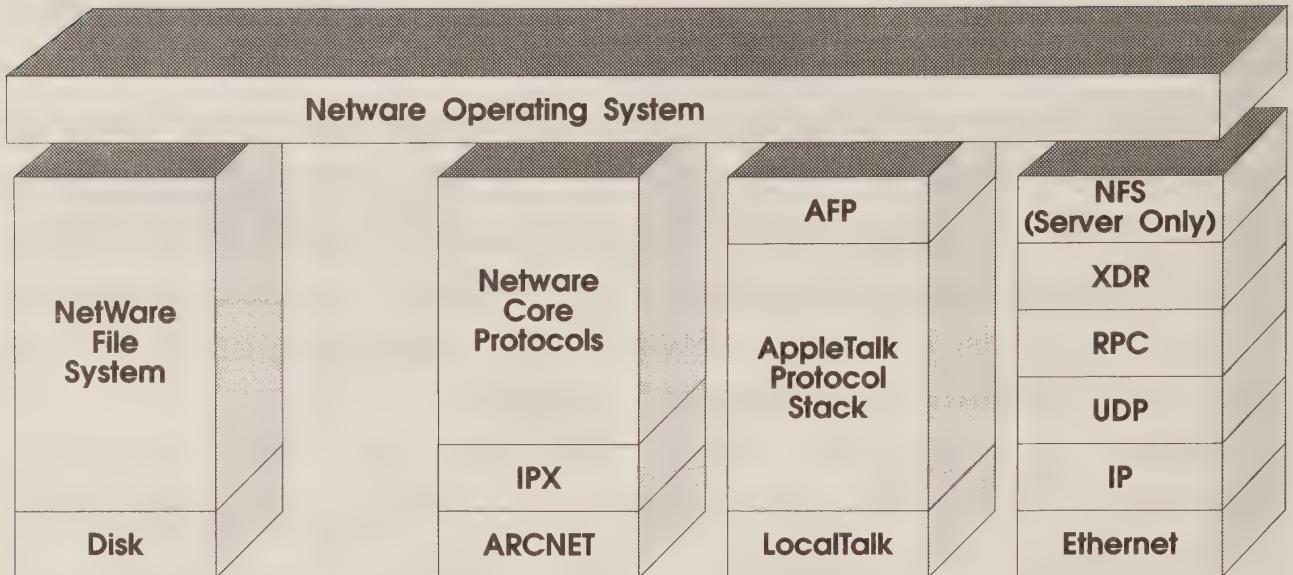 Netware Operating System
NetWare
File
System
Disk
Netware
Core
Protocols
IPX
ARCNET
AFP
AppleTalk
Protocol
Stack
LocalTalk
NFS
(Server Only)
XDR
RPC
UDP
IP
Ethernet